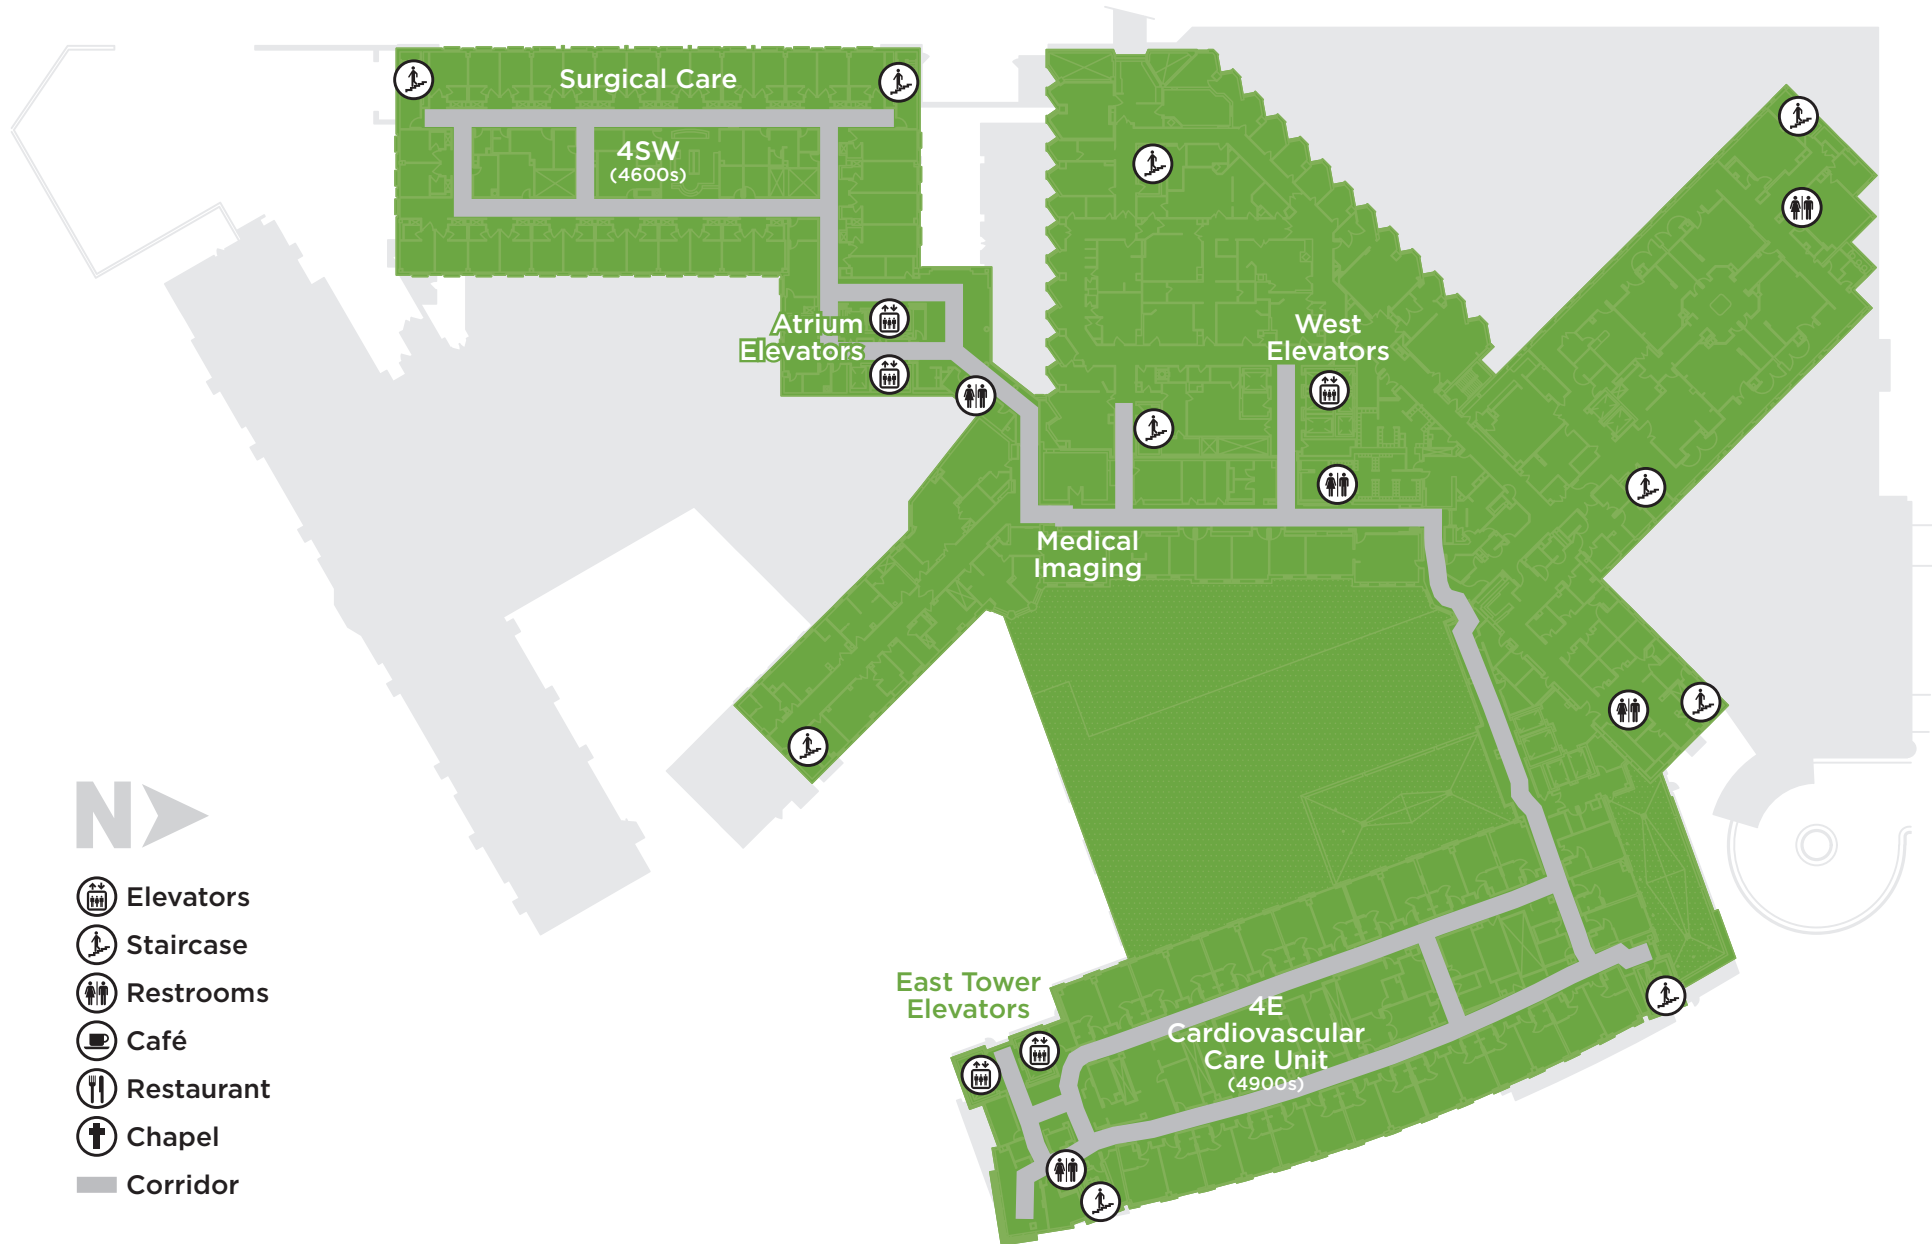 Surgical Care
4SW
(4600s)
Atrium
Elevators
West
Elevators
Medical
Imaging
East Tower
Elevators
4E
Cardiovascular
Care Unit
(4900s)
N
Elevators
Staircase
Restrooms
Café
Restaurant
Chapel
Corridor